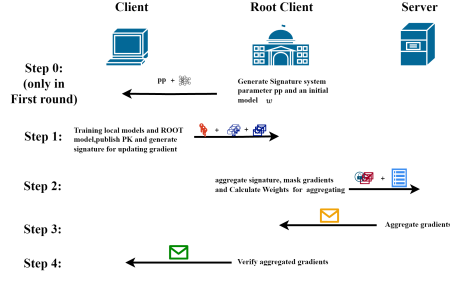 Client Root Client Server
Step 0:
(only in
First round)
pp +
Generate Signature system
parameter pp and an initial
model w
Step 1:
Training local models and ROOT
model,publish PK and generate
signature for updating gradient
+ +
Step 2:
aggregate signature, mask gradients
and Calculate Weights for aggregating
+
Step 3:
Aggregate gradients
Step 4:
Verify aggregated gradients